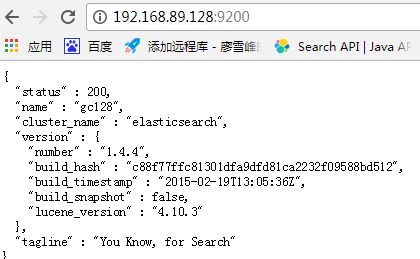 192.168.89.128:9200
应用 百度 添加远程库 - 廖雪峰的 Search API | Java AP
{
"status" : 200,
"name" : "gc128",
"cluster_name" : "elasticsearch",
"version" : {
"number" : "1.4.4",
"build_hash" : "c88f77ffc81301dfa9dfd81ca2232f09588bd512",
"build_timestamp" : "2015-02-19T13:05:36Z",
"build_snapshot" : false,
"lucene_version" : "4.10.3"
},
"tagline" : "You Know, for Search"
}